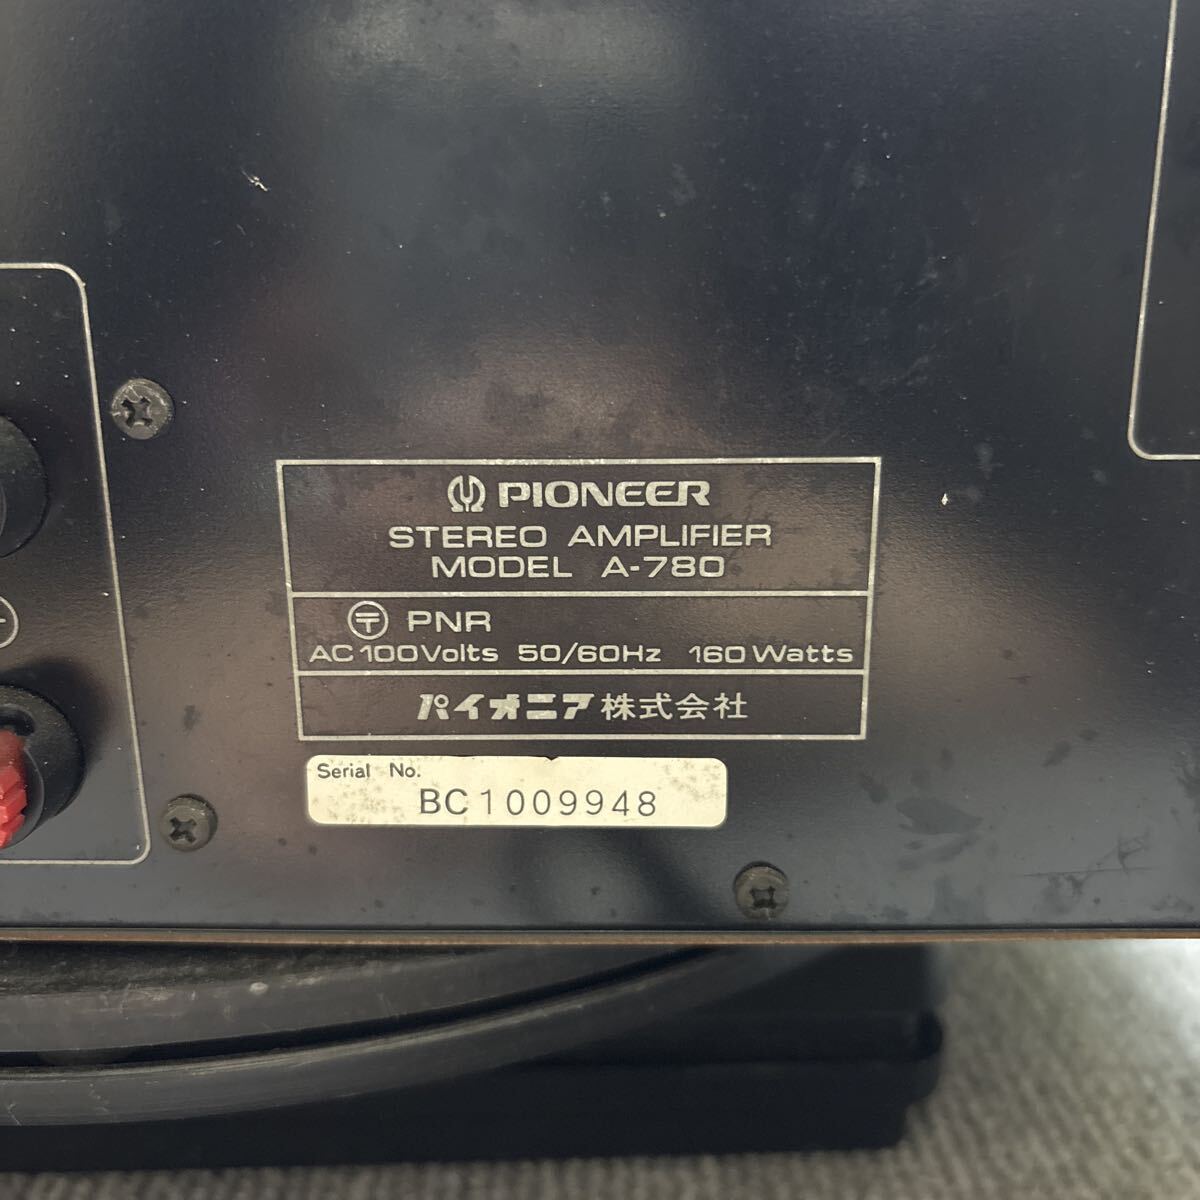 PIONEER
STEREO AMPLIFIER
MODEL A-780
〒 PNR
AC 100Volts 50/60Hz 160 Watts
パイオニア株式会社
Serial No.
BC1009948